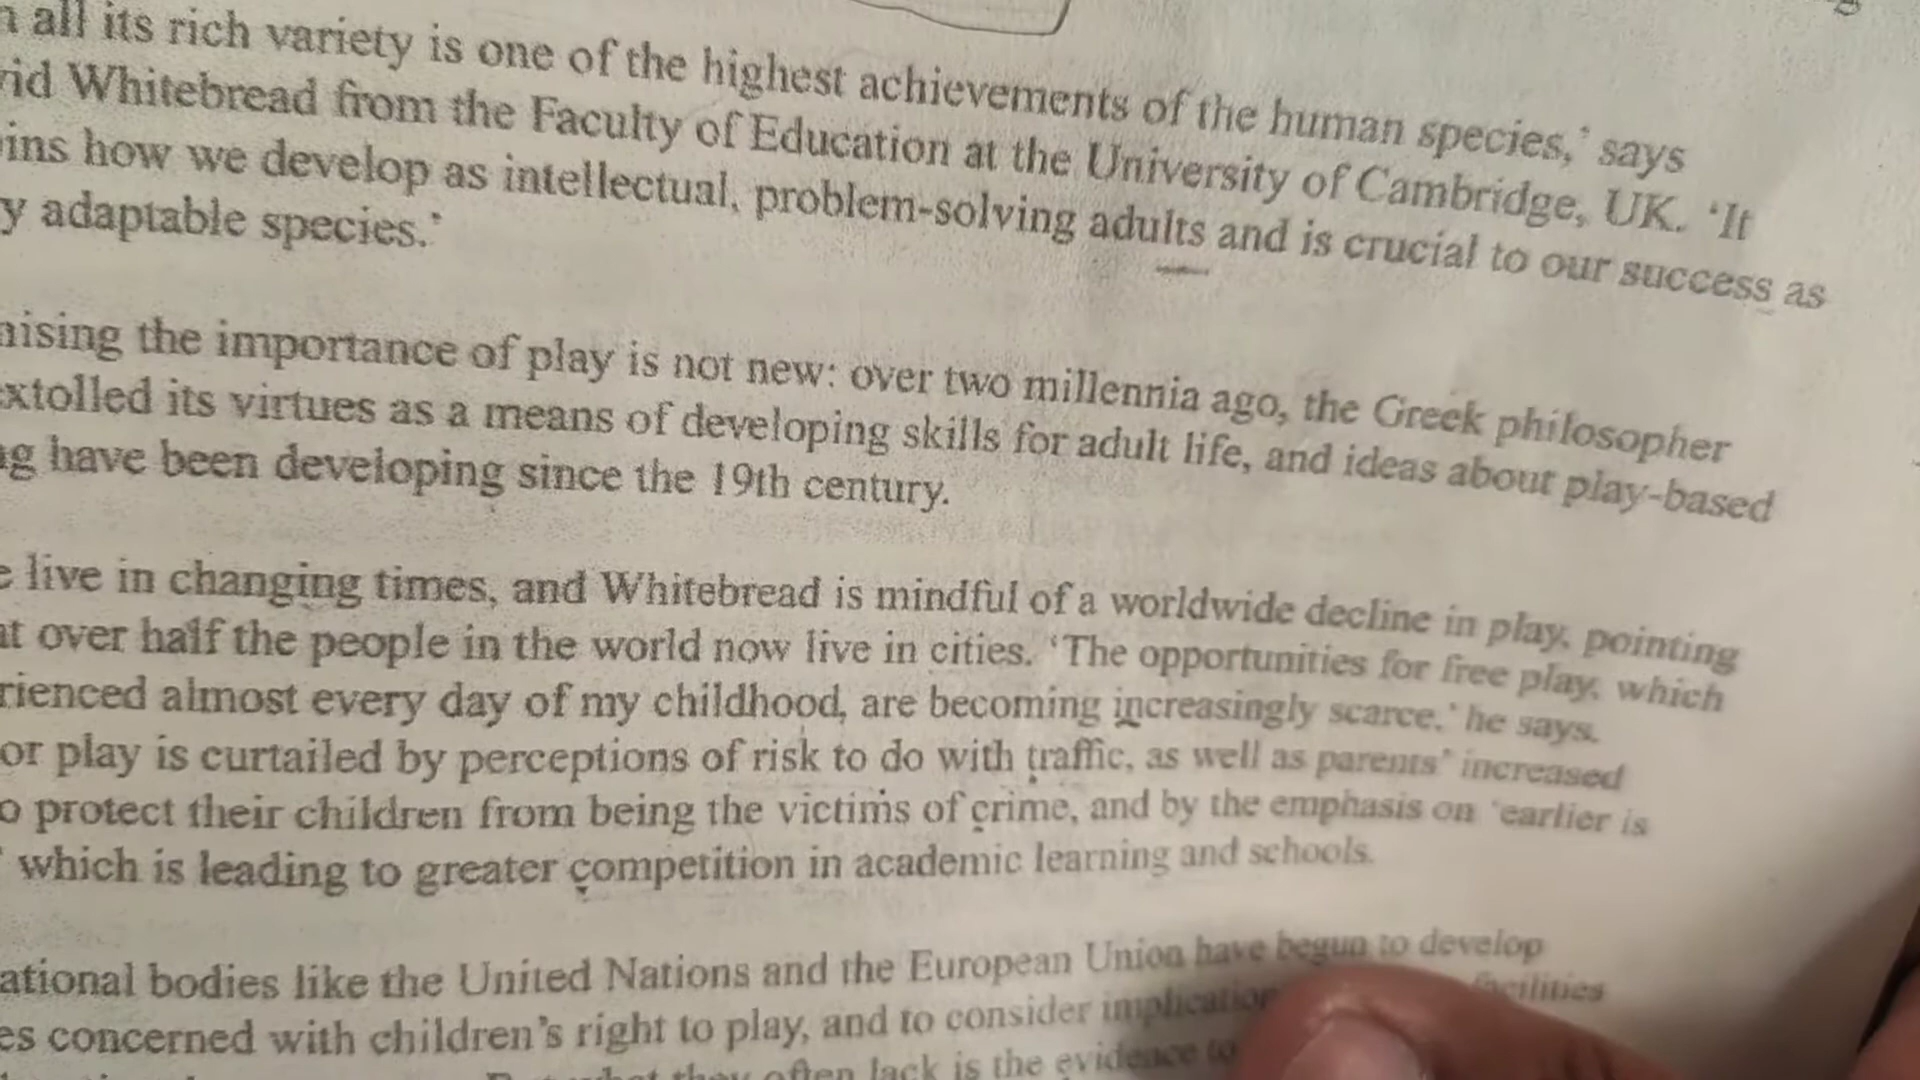 all its rich variety is one of the highest achievements of the human species,' says
Whitebread from the Faculty of Education at the University of Cambridge, UK. 'It
how we develop as intellectual, problem-solving adults and is crucial to our success as
adaptable species.'
the importance of play is not new: over two millennia ago, the Greek philosopher
its virtues as a means of developing skills for adult life, and ideas about play-based
have been developing since the 19th century.
live in changing times, and Whitebread is mindful of a worldwide decline in play, pointing
over half the people in the world now live in cities. 'The opportunities for free play, which
almost every day of my childhood, are becoming increasingly scarce,' he says.
play is curtailed by perceptions of risk to do with traffic, as well as parents' increased
protect their children from being the victims of crime, and by the emphasis on 'earlier is
which is leading to greater competition in academic learning and schools.
bodies like the United Nations and the European Union have begun to develop
concerned with children's right to play, and to consider facilities
what they often lack is the evidence to